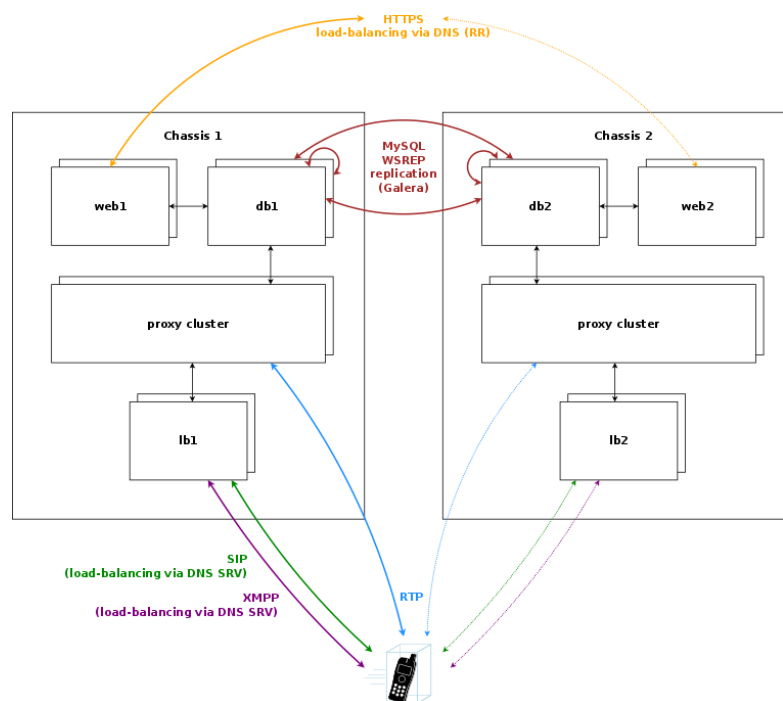 HTTPS
load-balancing via DNS (RR)
Chassis 1
Chassis 2
MySQL
WSREP
replication
(Galera)
web1
db1
db2
web2
proxy cluster
proxy cluster
lb1
lb2
SIP
(load-balancing via DNS SRV)
XMPP
(load-balancing via DNS SRV)
RTP